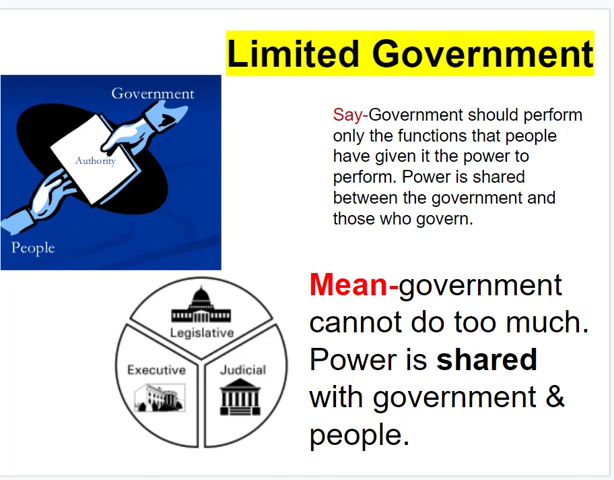 Limited Government
Government
Authority
People
Say-Government should perform
only the functions that people
have given it the power to
perform. Power is shared
between the government and
those who govern.
Legislative
Executive
Judicial
Mean-government
cannot do too much.
Power is shared
with government &
people.